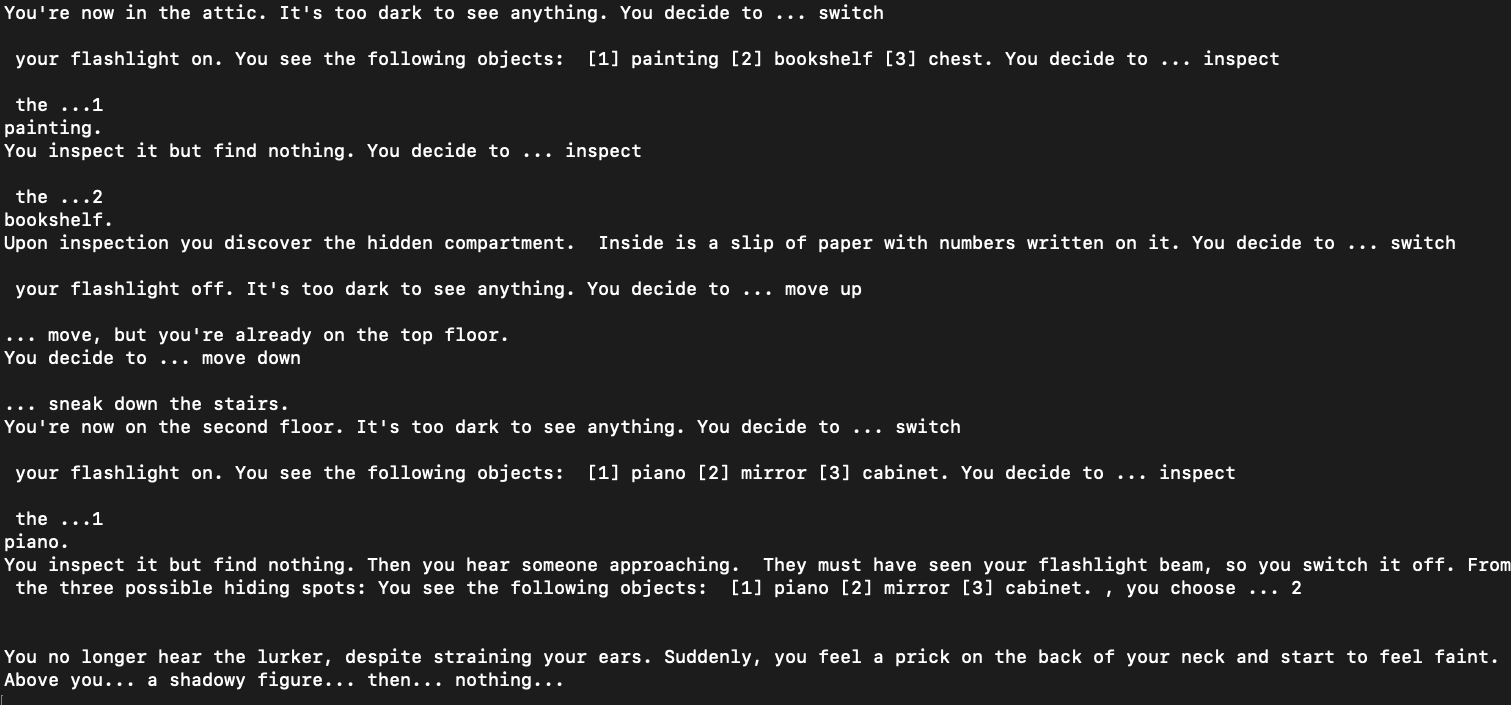 You're now in the attic. It's too dark to see anything. You decide to ... switch
your flashlight on. You see the following objects:  [1] painting [2] bookshelf [3] chest. You decide to ... inspect
the ...1
painting.
You inspect it but find nothing. You decide to ... inspect
the ...2
bookshelf.
Upon inspection you discover the hidden compartment.  Inside is a slip of paper with numbers written on it. You decide to ... switch
your flashlight off. It's too dark to see anything. You decide to ... move up
... move, but you're already on the top floor.
You decide to ... move down
... sneak down the stairs.
You're now on the second floor. It's too dark to see anything. You decide to ... switch
your flashlight on. You see the following objects:  [1] piano [2] mirror [3] cabinet. You decide to ... inspect
the ...1
piano.
You inspect it but find nothing. Then you hear someone approaching.  They must have seen your flashlight beam, so you switch it off. From
the three possible hiding spots: You see the following objects:  [1] piano [2] mirror [3] cabinet. , you choose ... 2
You no longer hear the lurker, despite straining your ears. Suddenly, you feel a prick on the back of your neck and start to feel faint.
Above you... a shadowy figure... then... nothing...